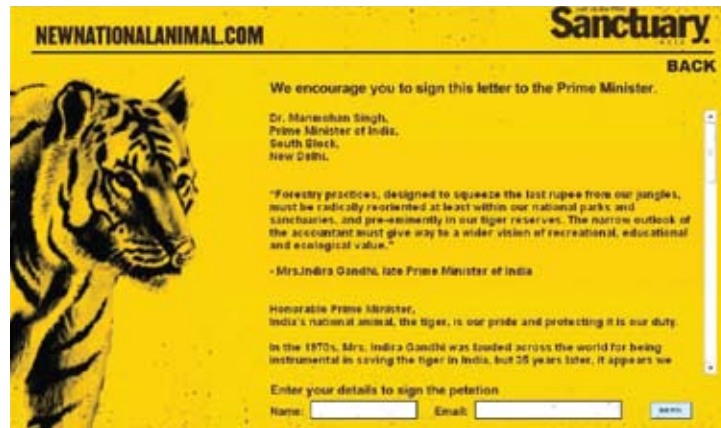 NEWNATIONALANIMAL.COM
Sanctuary
ASIA
BACK
We encourage you to sign this letter to the Prime Minister.
Dr. Manmohan Singh,
Prime Minister of India,
South Block,
New Delhi.
"Forestry practices, designed to squeeze the last rupee from our jungles,
must be radically reoriented at least within our national parks and
sanctuaries, and pre-eminently in our tiger reserves. The narrow outlook of
the accountant must give way to a wider vision of recreational, educational
and ecological value."
- Mrs.Indira Gandhi, late Prime Minister of India
Honorable Prime Minister,
India's national animal, the tiger, is our pride and protecting it is our duty.
In the 1970s, Mrs. Indira Gandhi was lauded across the world for being
instrumental in saving the tiger in India, but 35 years later, it appears we
Enter your details to sign the petetion
Name: Email: